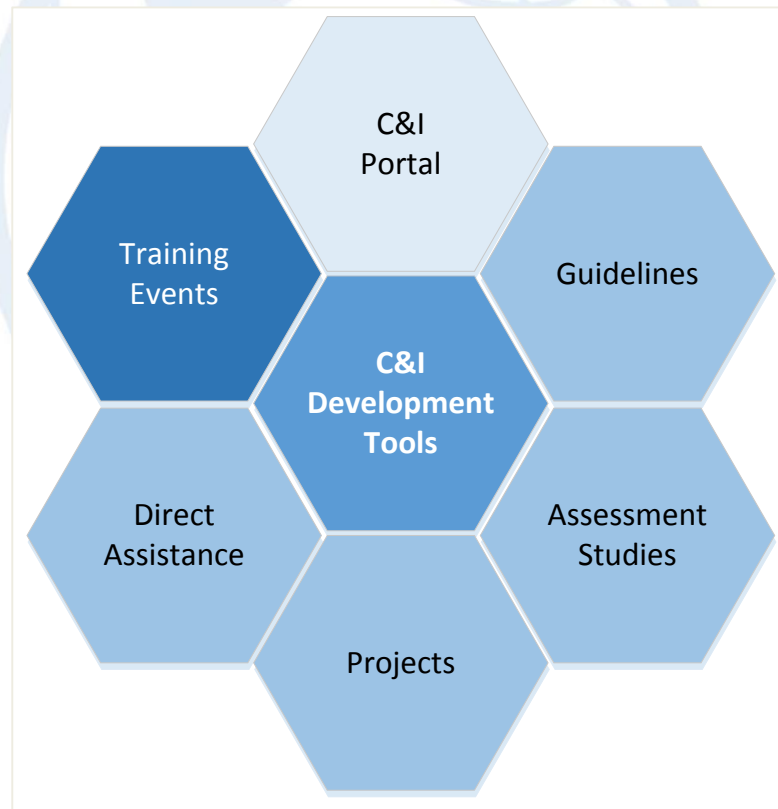 C&I
Portal
Training
Events
Guidelines
C&I
Development
Tools
Direct
Assistance
Assessment
Studies
Projects